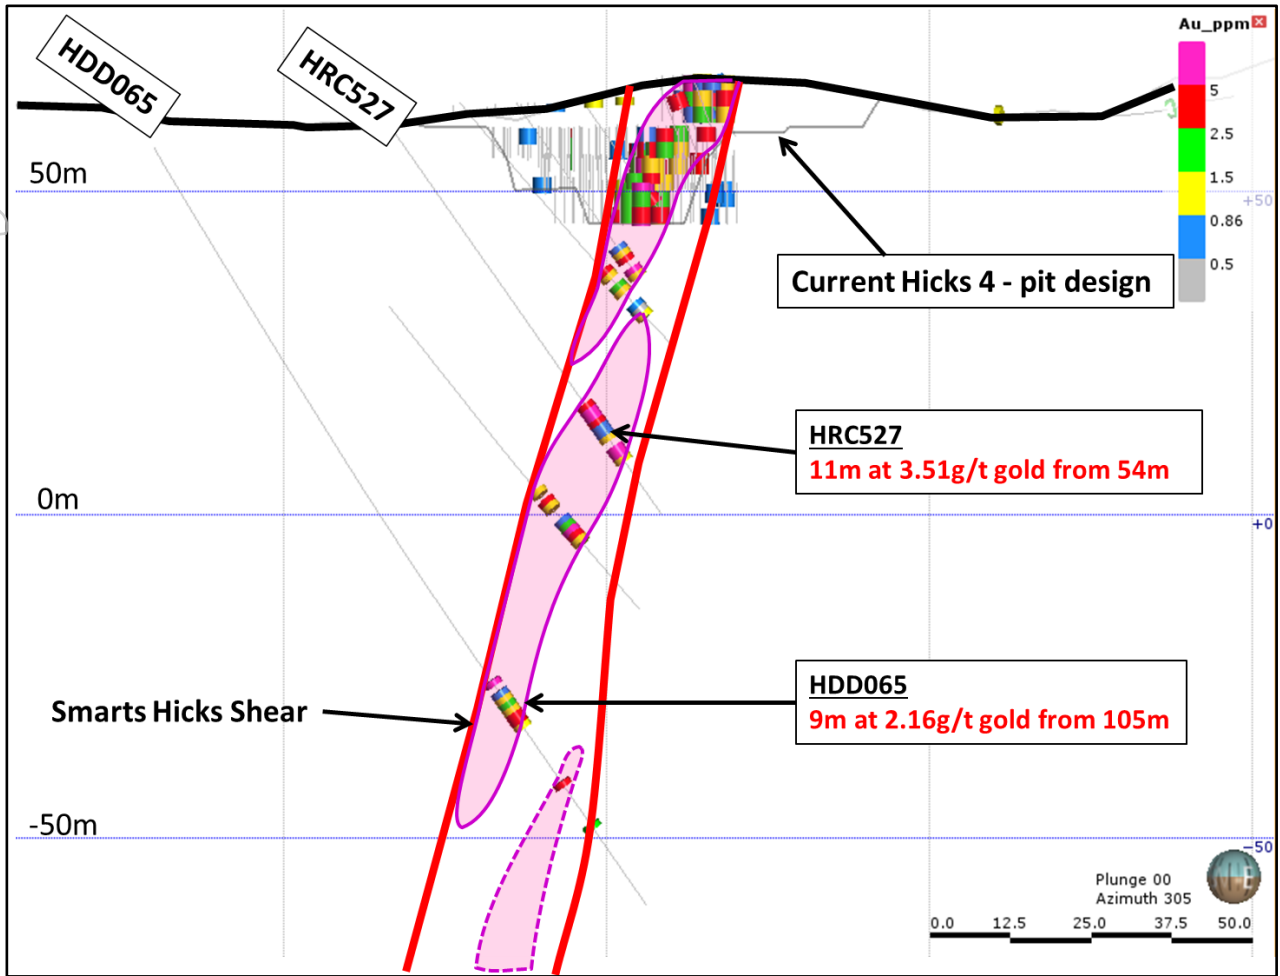 HDD065
HRC527
Au_ppm
5
2.5
1.5
0.86
0.5
50m
+50
Current Hicks 4 - pit design
HRC527
11m at 3.51g/t gold from 54m
0m
+0
HDD065
9m at 2.16g/t gold from 105m
Smarts Hicks Shear
-50m
-50
Plunge 00
Azimuth 305
0.0 12.5 25.0 37.5 50.0